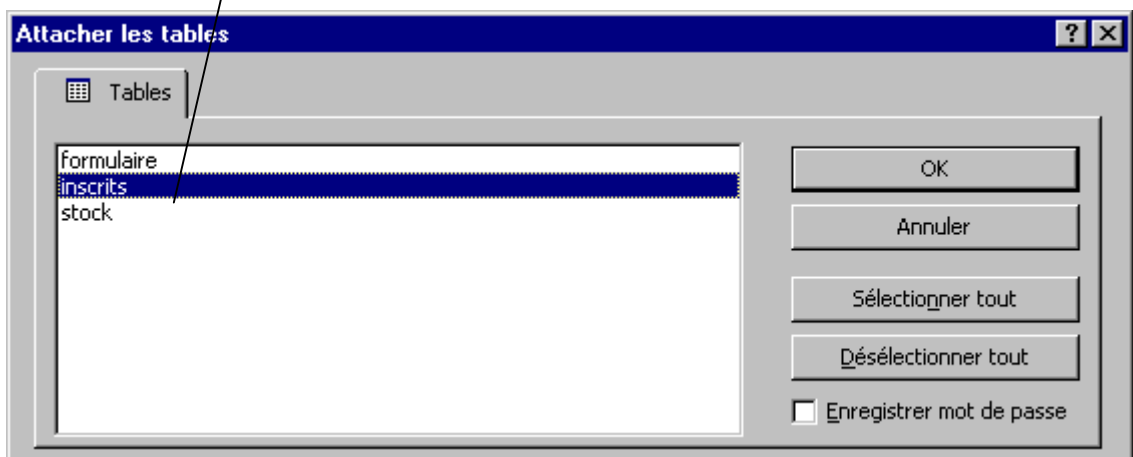 Attacher les tables
Tables
formulaire
inscrits
stock
OK
Annuler
Sélectionner tout
Désélectionner tout
Enregistrer mot de passe